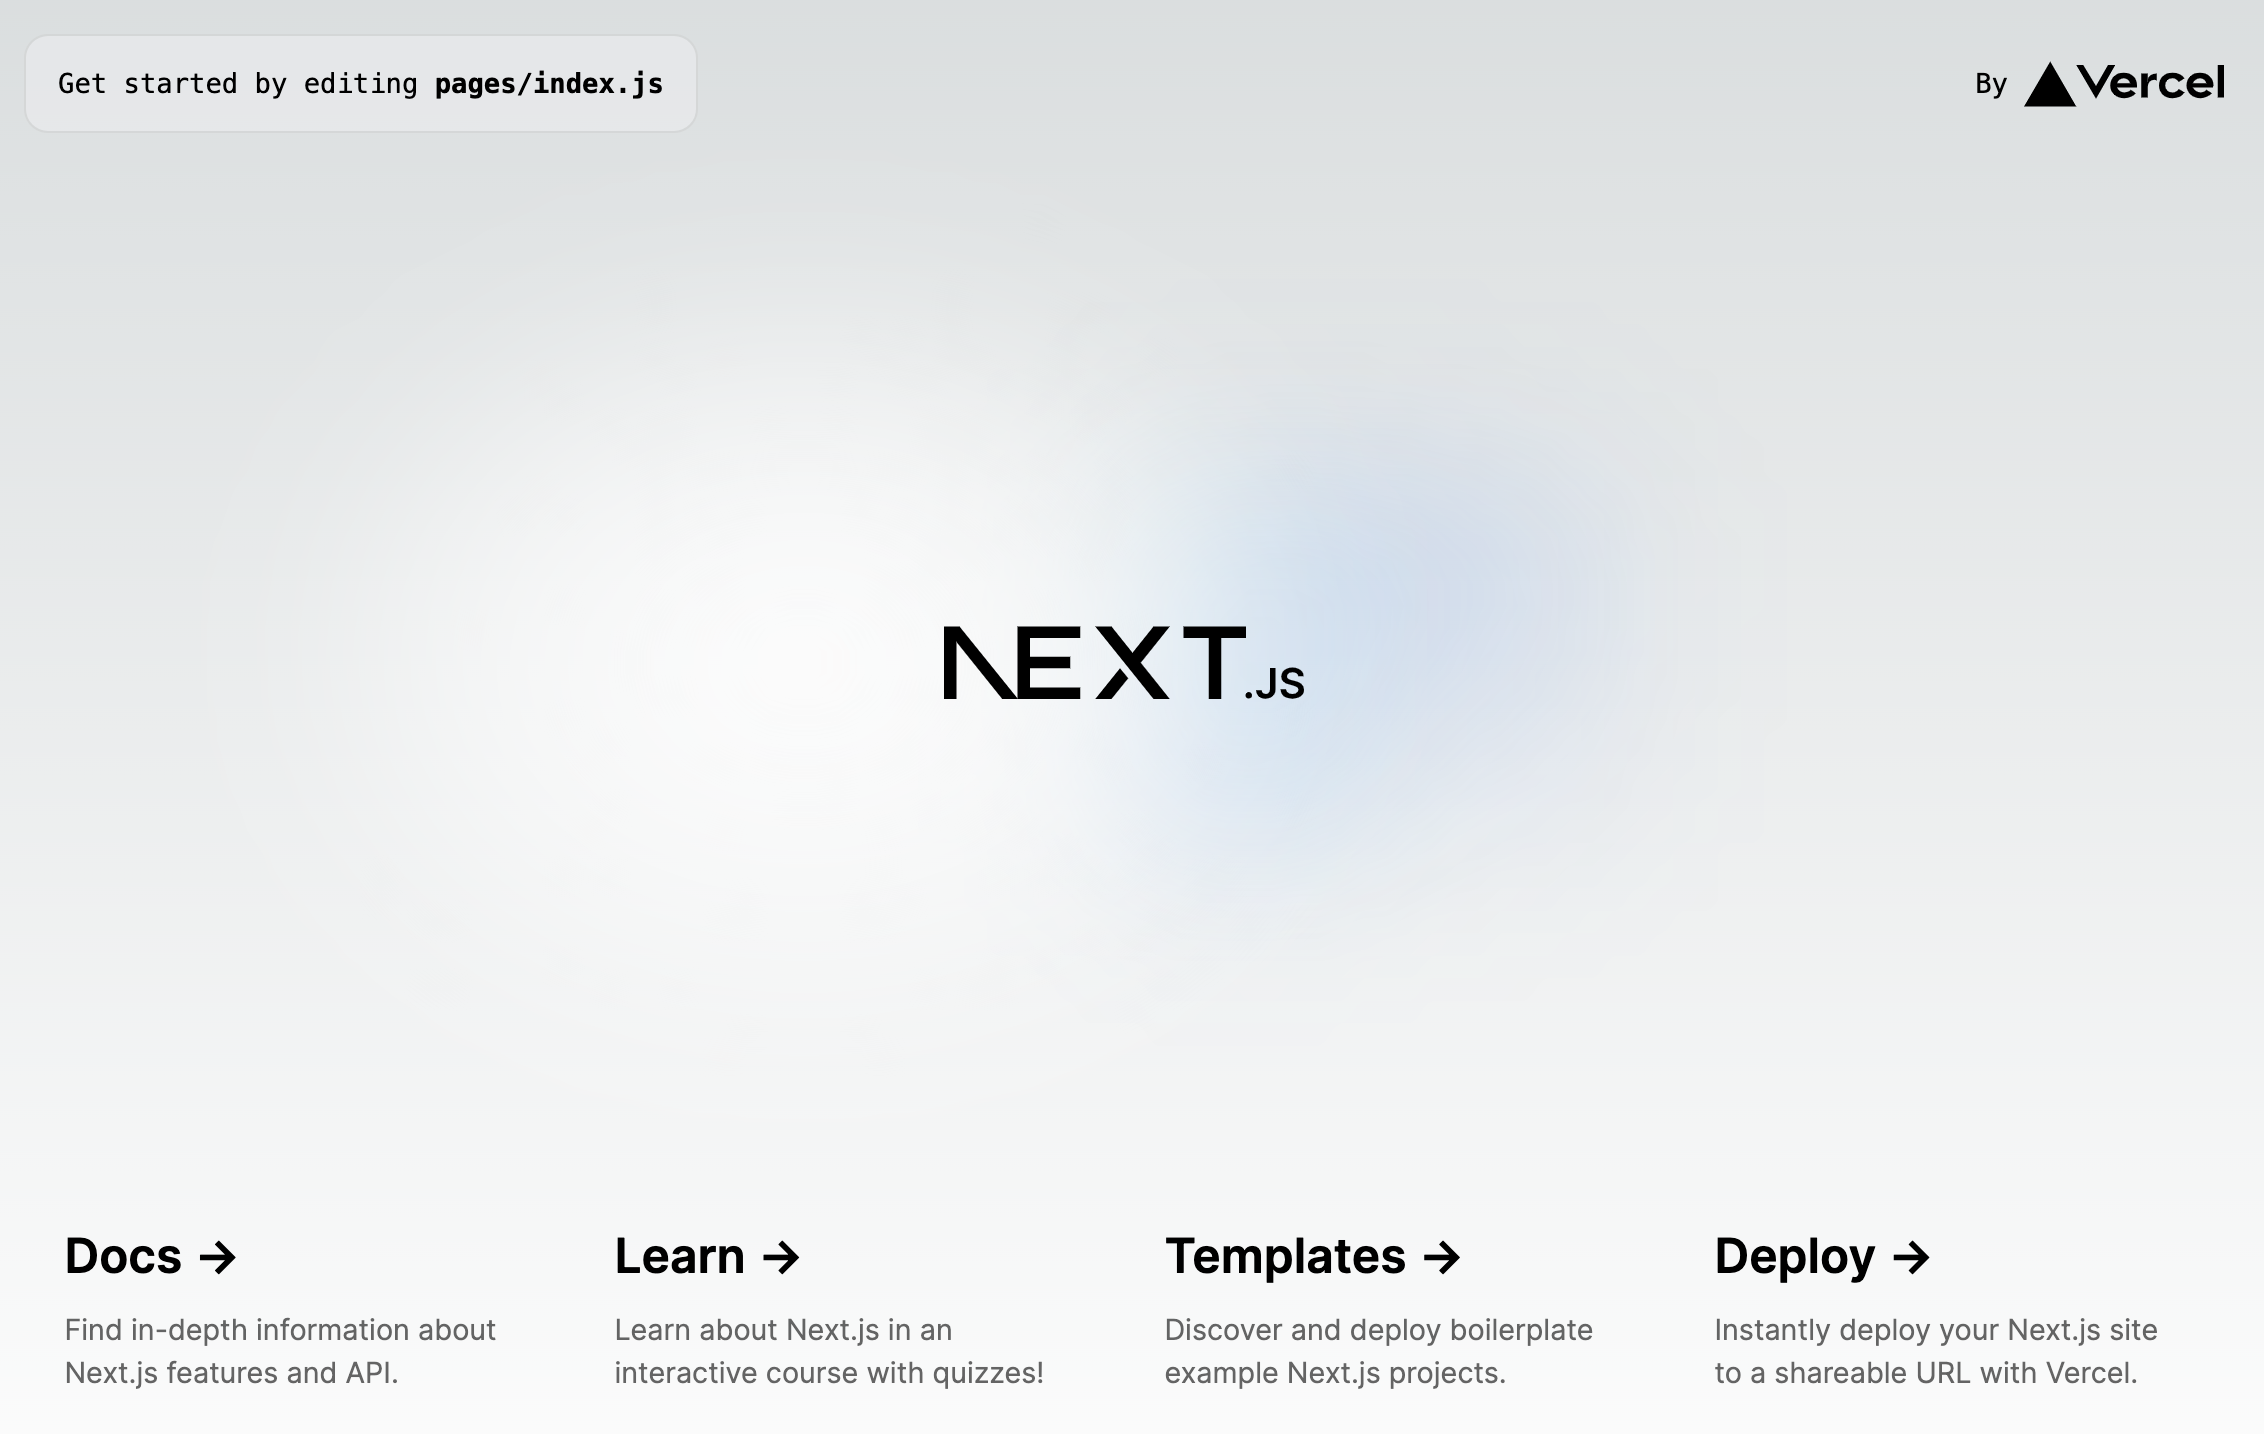 Get started by editing pages/index.js
By Vercel
NEXT.JS
Docs →
Find in-depth information about
Next.js features and API.
Learn →
Learn about Next.js in an
interactive course with quizzes!
Templates →
Discover and deploy boilerplate
example Next.js projects.
Deploy →
Instantly deploy your Next.js site
to a shareable URL with Vercel.